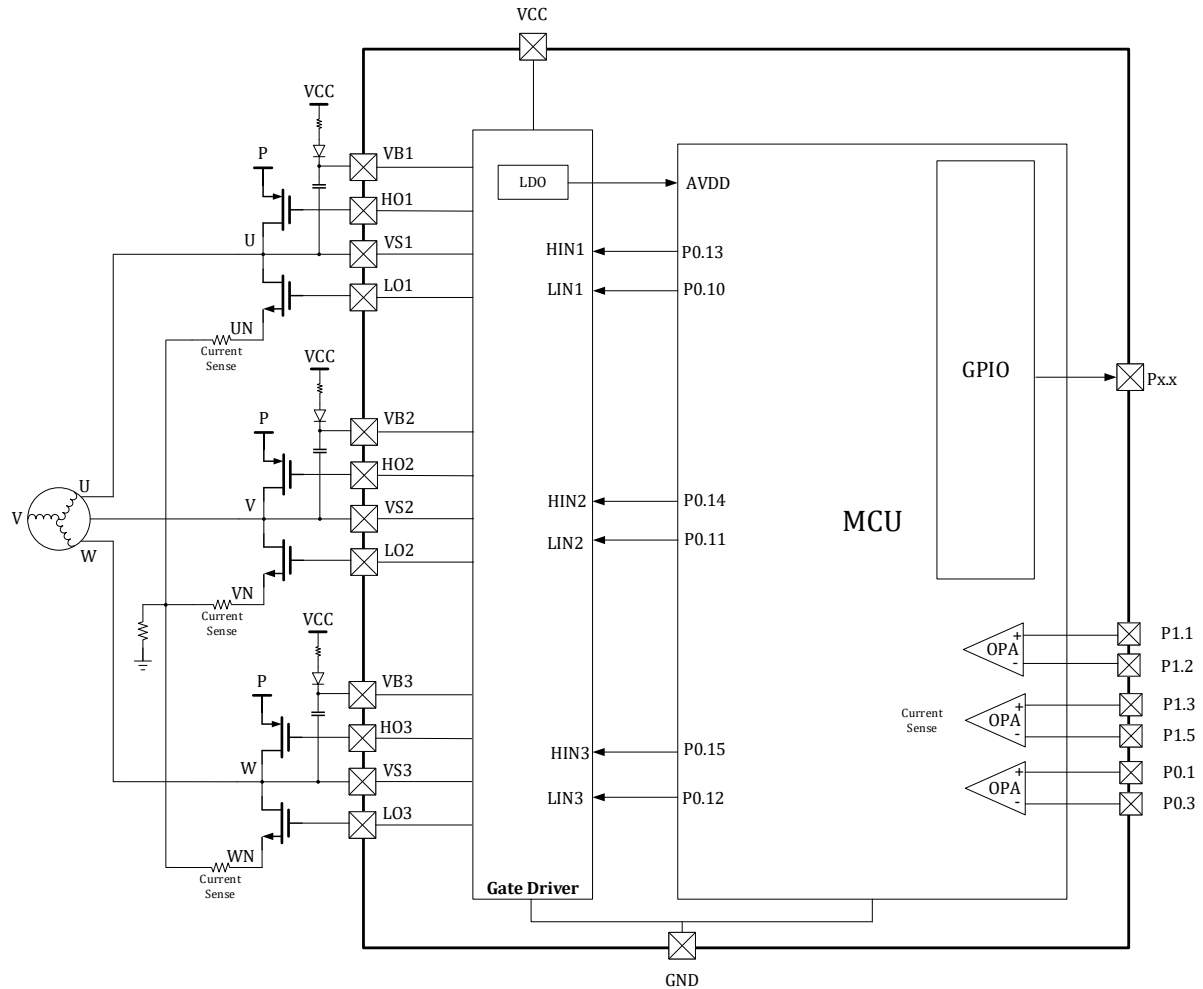 VCC
VCC
P
VB1
HO1
U
VS1
LO1
UN
Current
Sense
VCC
P
VB2
HO2
V
VS2
LO2
VN
Current
Sense
U
V
W
VCC
P
VB3
HO3
W
VS3
LO3
WN
Current
Sense
LDO
HIN1
LIN1
HIN2
LIN2
HIN3
LIN3
Gate Driver
AVDD
P0.13
P0.10
P0.14
P0.11
P0.15
P0.12
MCU
GPIO
Px.x
+
OPA
-
P1.1
P1.2
Current
Sense
+
OPA
-
P1.3
P1.5
+
OPA
-
P0.1
P0.3
GND